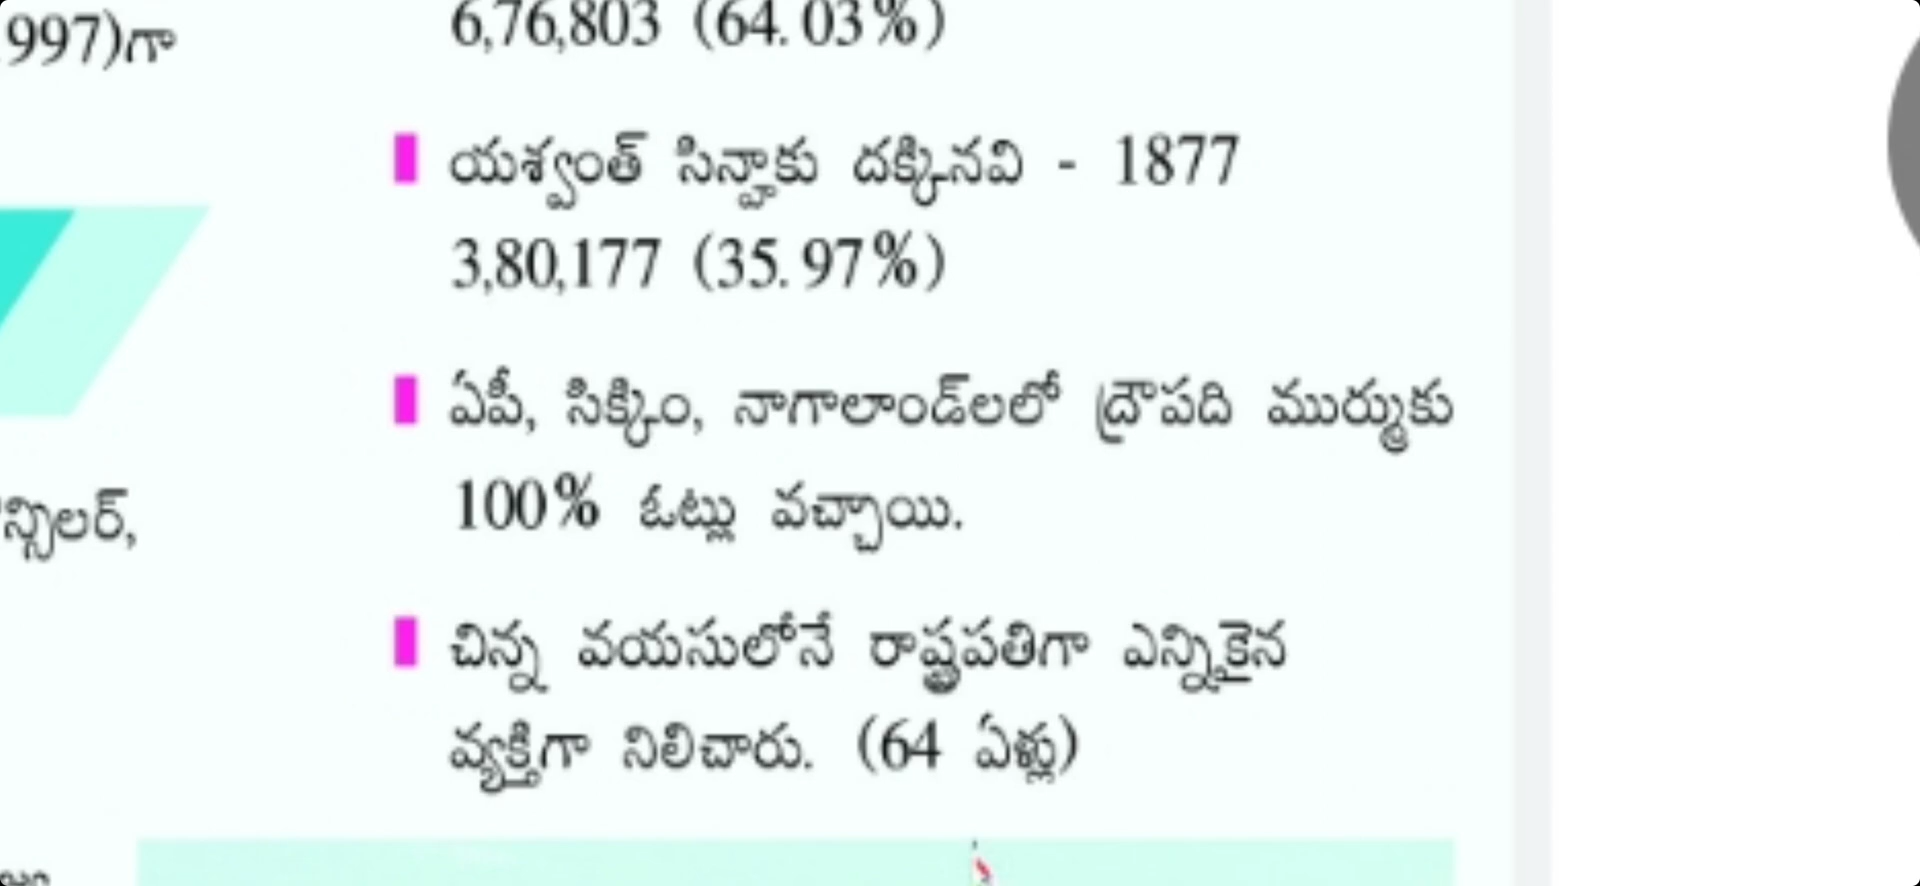 997)గా
న్సిలర్,
6,76,803 (64.03%)
యశ్వంత్ సిన్హాకు దక్కినవి - 1877
3,80,177 (35.97%)
ఏపీ, సిక్కిం, నాగాలాండ్‌లలో ద్రౌపది ముర్ముకు
100% ఓట్లు వచ్చాయి.
చిన్న వయసులోనే రాష్ట్రపతిగా ఎన్నికైన
వ్యక్తిగా నిలిచారు. (64 ఏళ్లు)